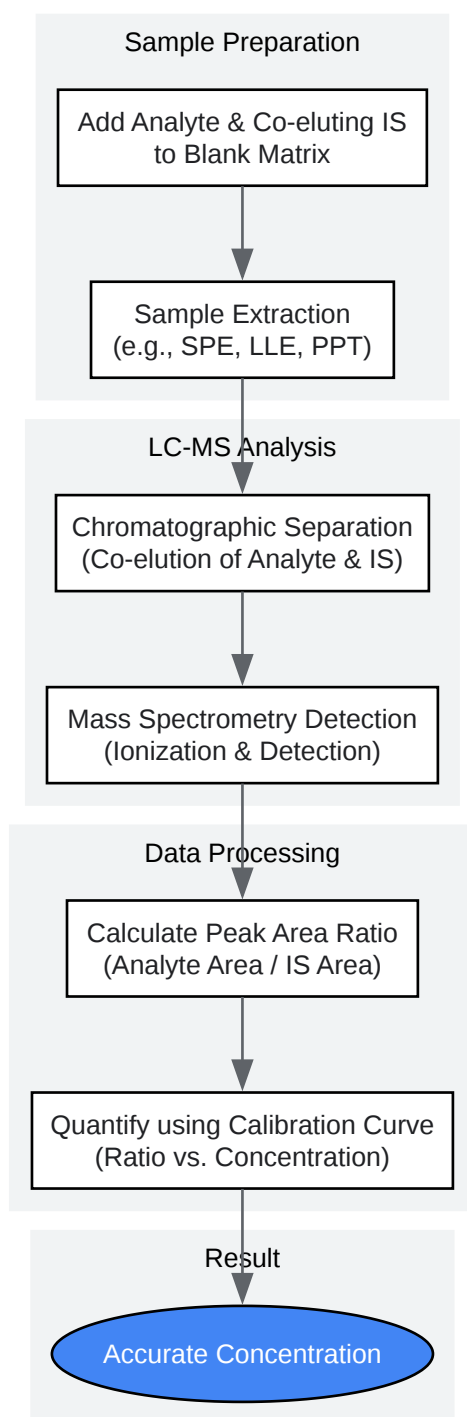 Sample Preparation
Add Analyte & Co-eluting IS
to Blank Matrix
Sample Extraction
(e.g., SPE, LLE, PPT)
LC-MS Analysis
Chromatographic Separation
(Co-elution of Analyte & IS)
Mass Spectrometry Detection
(Ionization & Detection)
Data Processing
Calculate Peak Area Ratio
(Analyte Area / IS Area)
Quantify using Calibration Curve
(Ratio vs. Concentration)
Result
Accurate Concentration